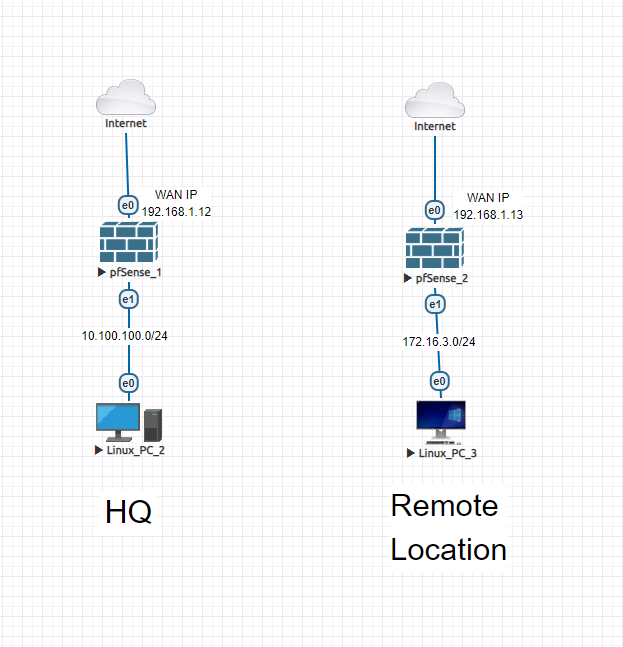 Internet
Internet
WAN IP
192.168.1.12
e0
WAN IP
192.168.1.13
e0
pfSense_1
pfSense_2
e1
e1
10.100.100.0/24
172.16.3.0/24
e0
e0
Linux_PC_2
Linux_PC_3
HQ
Remote
Location